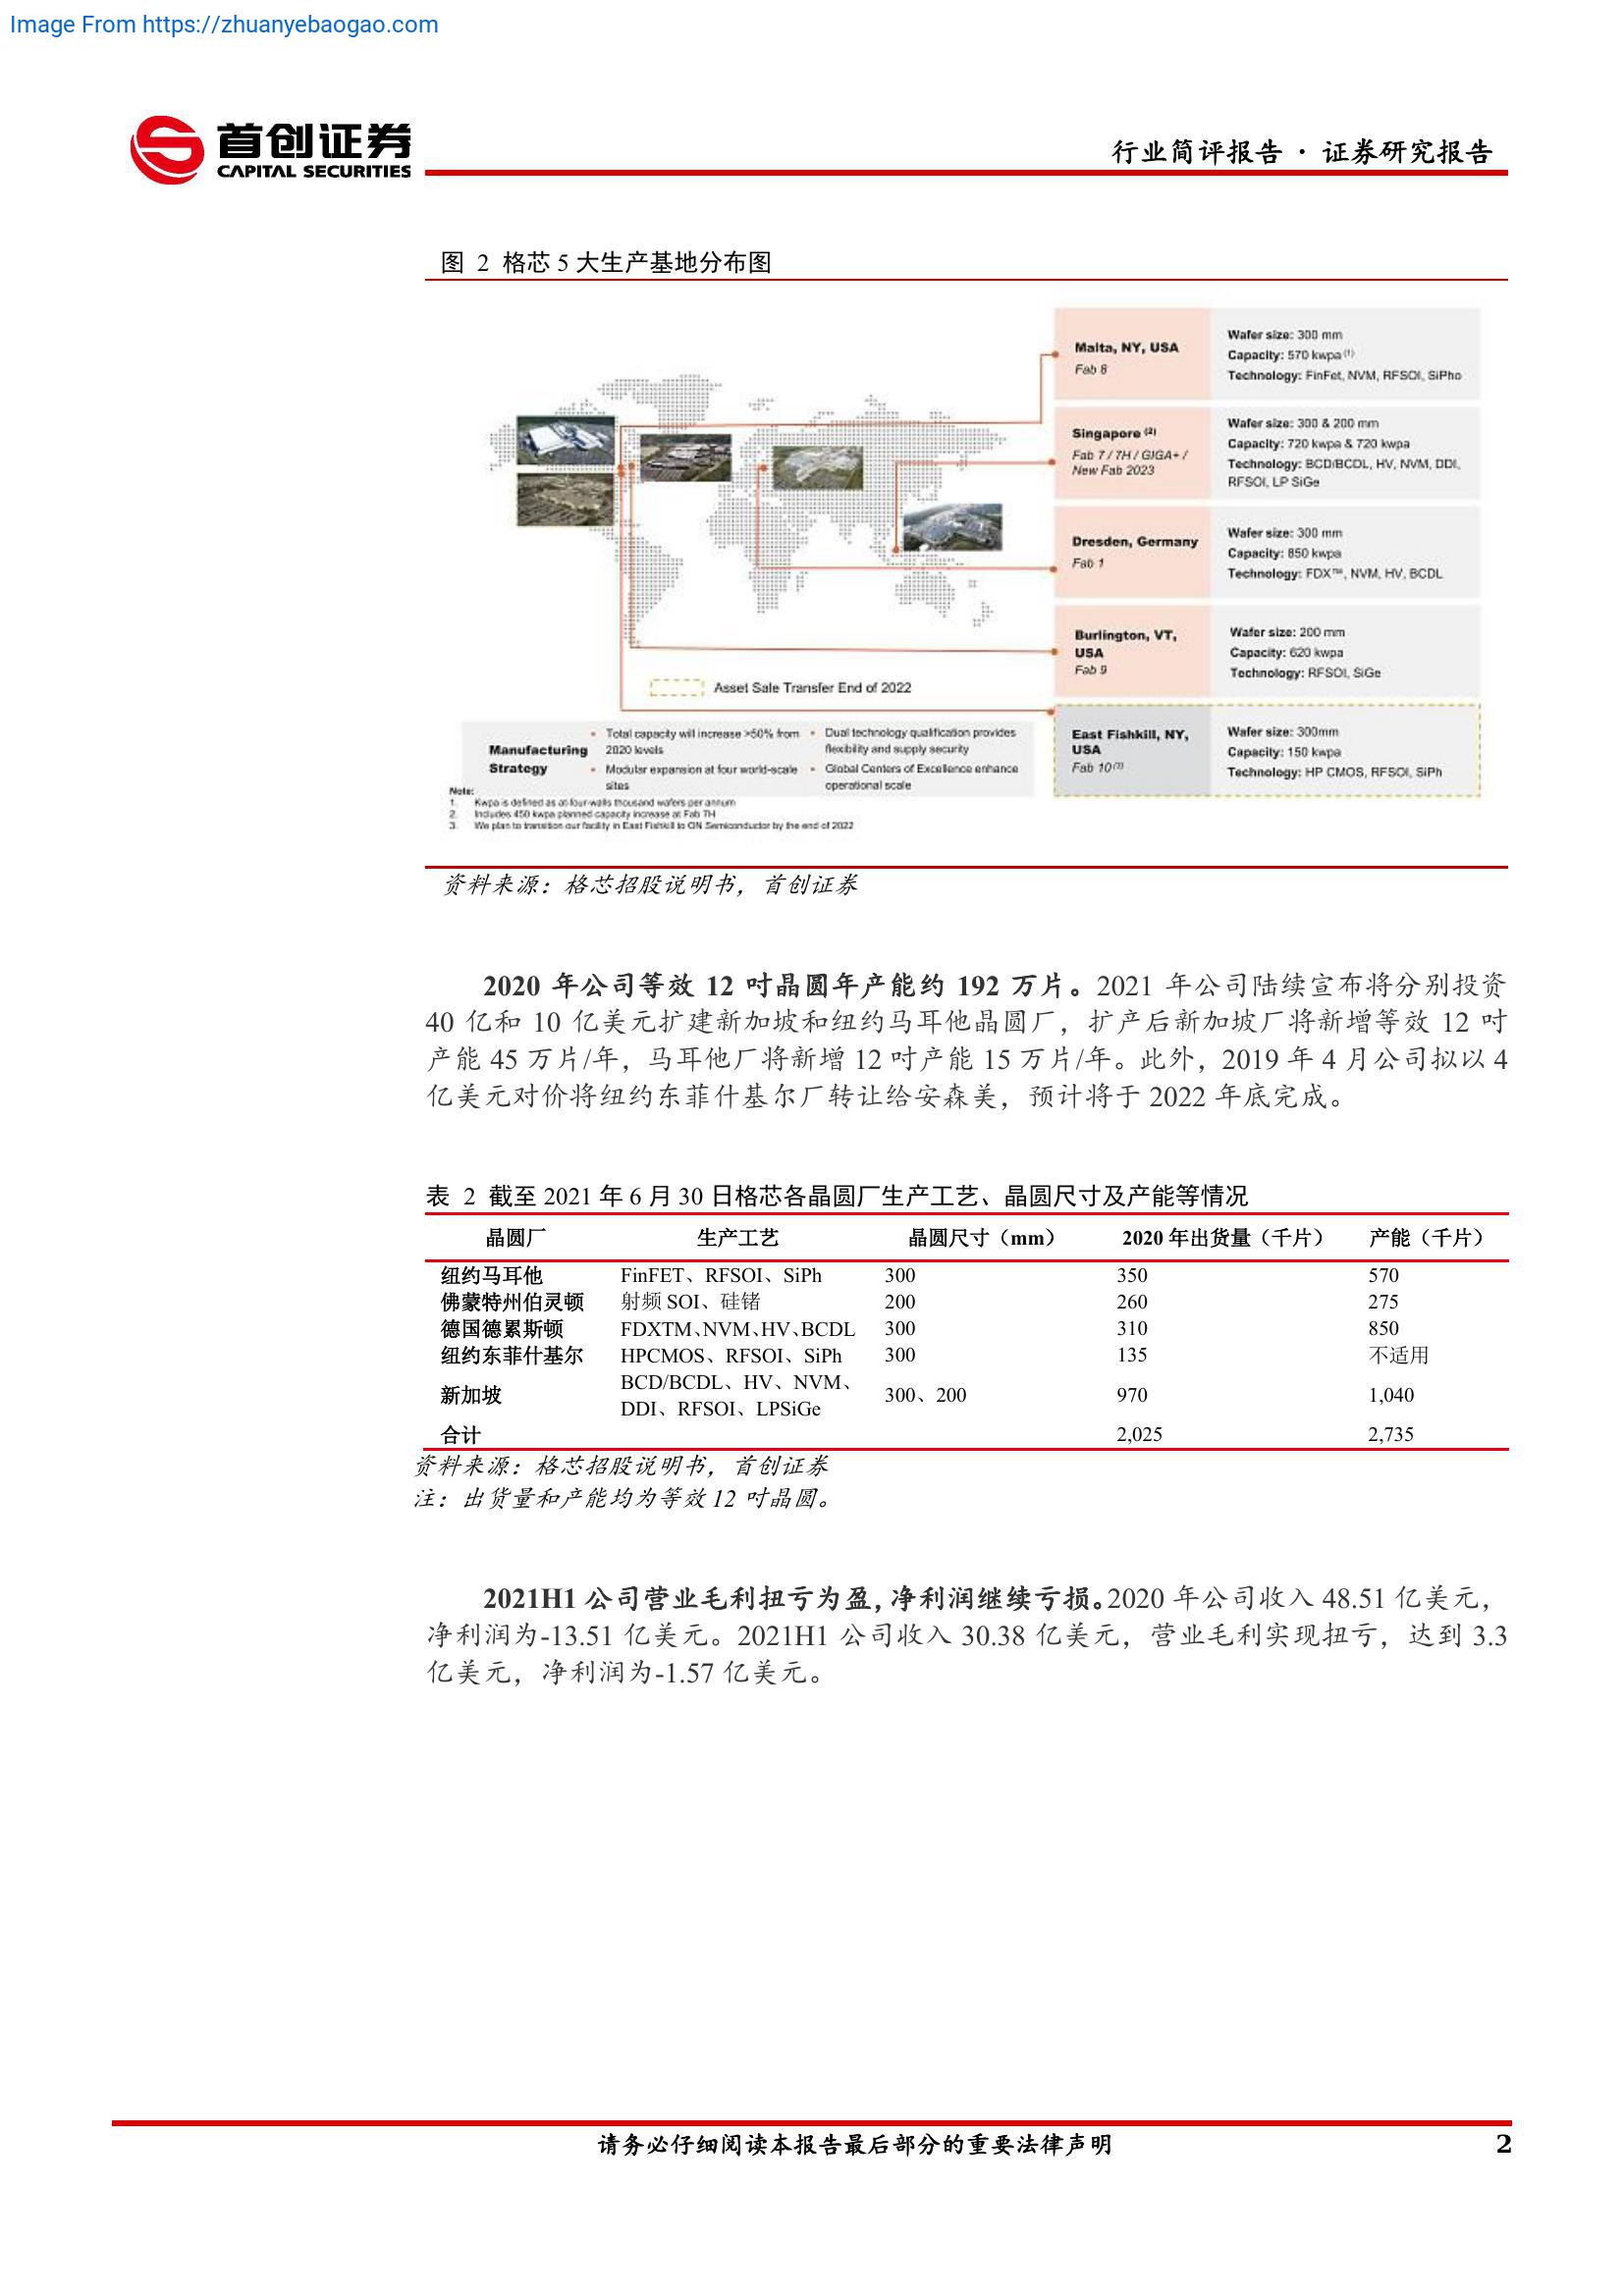 Image From https://zhuanyebaogao.com
首创证券
CAPITAL SECURITIES
行业简评报告 · 证券研究报告
图 2 格芯 5 大生产基地分布图
Malta, NY, USA
Fab 8
Wafer size: 300 mm
Capacity: 570 kwpa (1)
Technology: FinFet, NVM, RFSOI, SiPho
Singapore (2)
Fab 7 / 7H / GIGA+ /
New Fab 2023
Wafer size: 300 & 200 mm
Capacity: 720 kwpa & 720 kwpa
Technology: BCD/BCDL, HV, NVM, DDI,
RFSOI, LP SiGe
Dresden, Germany
Fab 1
Wafer size: 300 mm
Capacity: 850 kwpa
Technology: FDX™, NVM, HV, BCDL
Burlington, VT,
USA
Fab 9
Wafer size: 200 mm
Capacity: 620 kwpa
Technology: RFSOI, SiGe
Asset Sale Transfer End of 2022
East Fishkill, NY,
USA
Fab 10 (3)
Wafer size: 300mm
Capacity: 150 kwpa
Technology: HP CMOS, RFSOI, SiPh
Manufacturing
Strategy
• Total capacity will increase >50% from
2020 levels
• Modular expansion at four world-scale
sites
• Dual technology qualification provides
flexibility and supply security
• Global Centers of Excellence enhance
operational scale
Note:
1. Kwpa is defined as at-four-walls thousand wafers per annum
2. Includes 450 kwpa planned capacity increase at Fab 7H
3. We plan to transition our facility in East Fishkill to ON Semiconductor by the end of 2022
资料来源：格芯招股说明书，首创证券
2020 年公司等效 12 吋晶圆年产能约 192 万片。2021 年公司陆续宣布将分别投资
40 亿和 10 亿美元扩建新加坡和纽约马耳他晶圆厂，扩产后新加坡厂将新增等效 12 吋
产能 45 万片/年，马耳他厂将新增 12 吋产能 15 万片/年。此外，2019 年 4 月公司拟以 4
亿美元对价将纽约东菲什基尔厂转让给安森美，预计将于 2022 年底完成。
表 2 截至 2021 年 6 月 30 日格芯各晶圆厂生产工艺、晶圆尺寸及产能等情况
晶圆厂 生产工艺 晶圆尺寸（mm） 2020 年出货量（千片） 产能（千片）
纽约马耳他 FinFET、RFSOI、SiPh 300 350 570
佛蒙特州伯灵顿 射频 SOI、硅锗 200 260 275
德国德累斯顿 FDXTM、NVM、HV、BCDL 300 310 850
纽约东菲什基尔 HPCMOS、RFSOI、SiPh 300 135 不适用
新加坡 BCD/BCDL、HV、NVM、 300、200 970 1,040
DDI、RFSOI、LPSiGe
合计 2,025 2,735
资料来源：格芯招股说明书，首创证券
注：出货量和产能均为等效 12 吋晶圆。
2021H1 公司营业毛利扭亏为盈，净利润继续亏损。2020 年公司收入 48.51 亿美元，
净利润为-13.51 亿美元。2021H1 公司收入 30.38 亿美元，营业毛利实现扭亏，达到 3.3
亿美元，净利润为-1.57 亿美元。
请务必仔细阅读本报告最后部分的重要法律声明 2